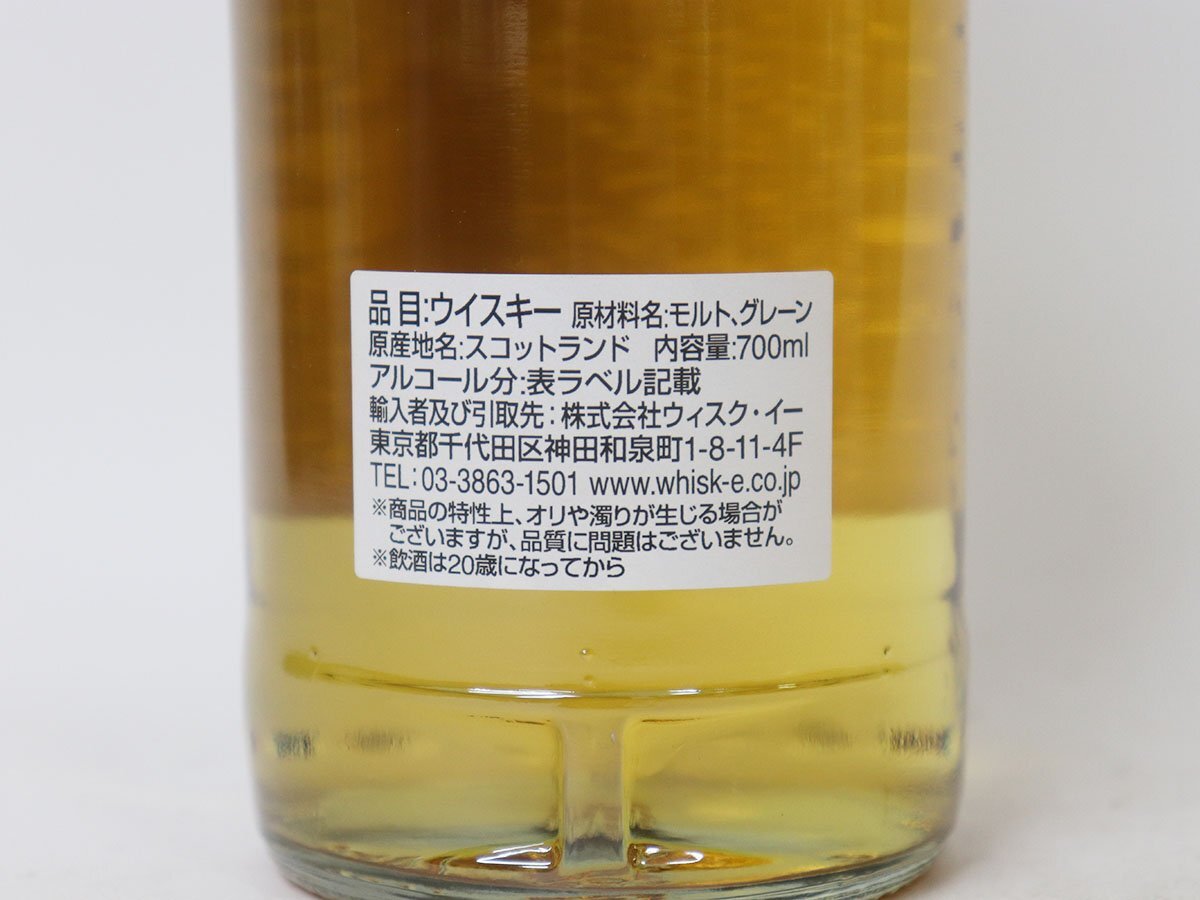 品目:ウイスキー 原材料名:モルト、グレーン
原産地名:スコットランド 内容量:700ml
アルコール分:表ラベル記載
輸入者及び引取先:株式会社ウィスク・イー
東京都千代田区神田和泉町1-8-11-4F
TEL:03-3863-1501 www.whisk-e.co.jp
※商品の特性上、オリや濁りが生じる場合が
ございますが、品質に問題はございません。
※飲酒は20歳になってから